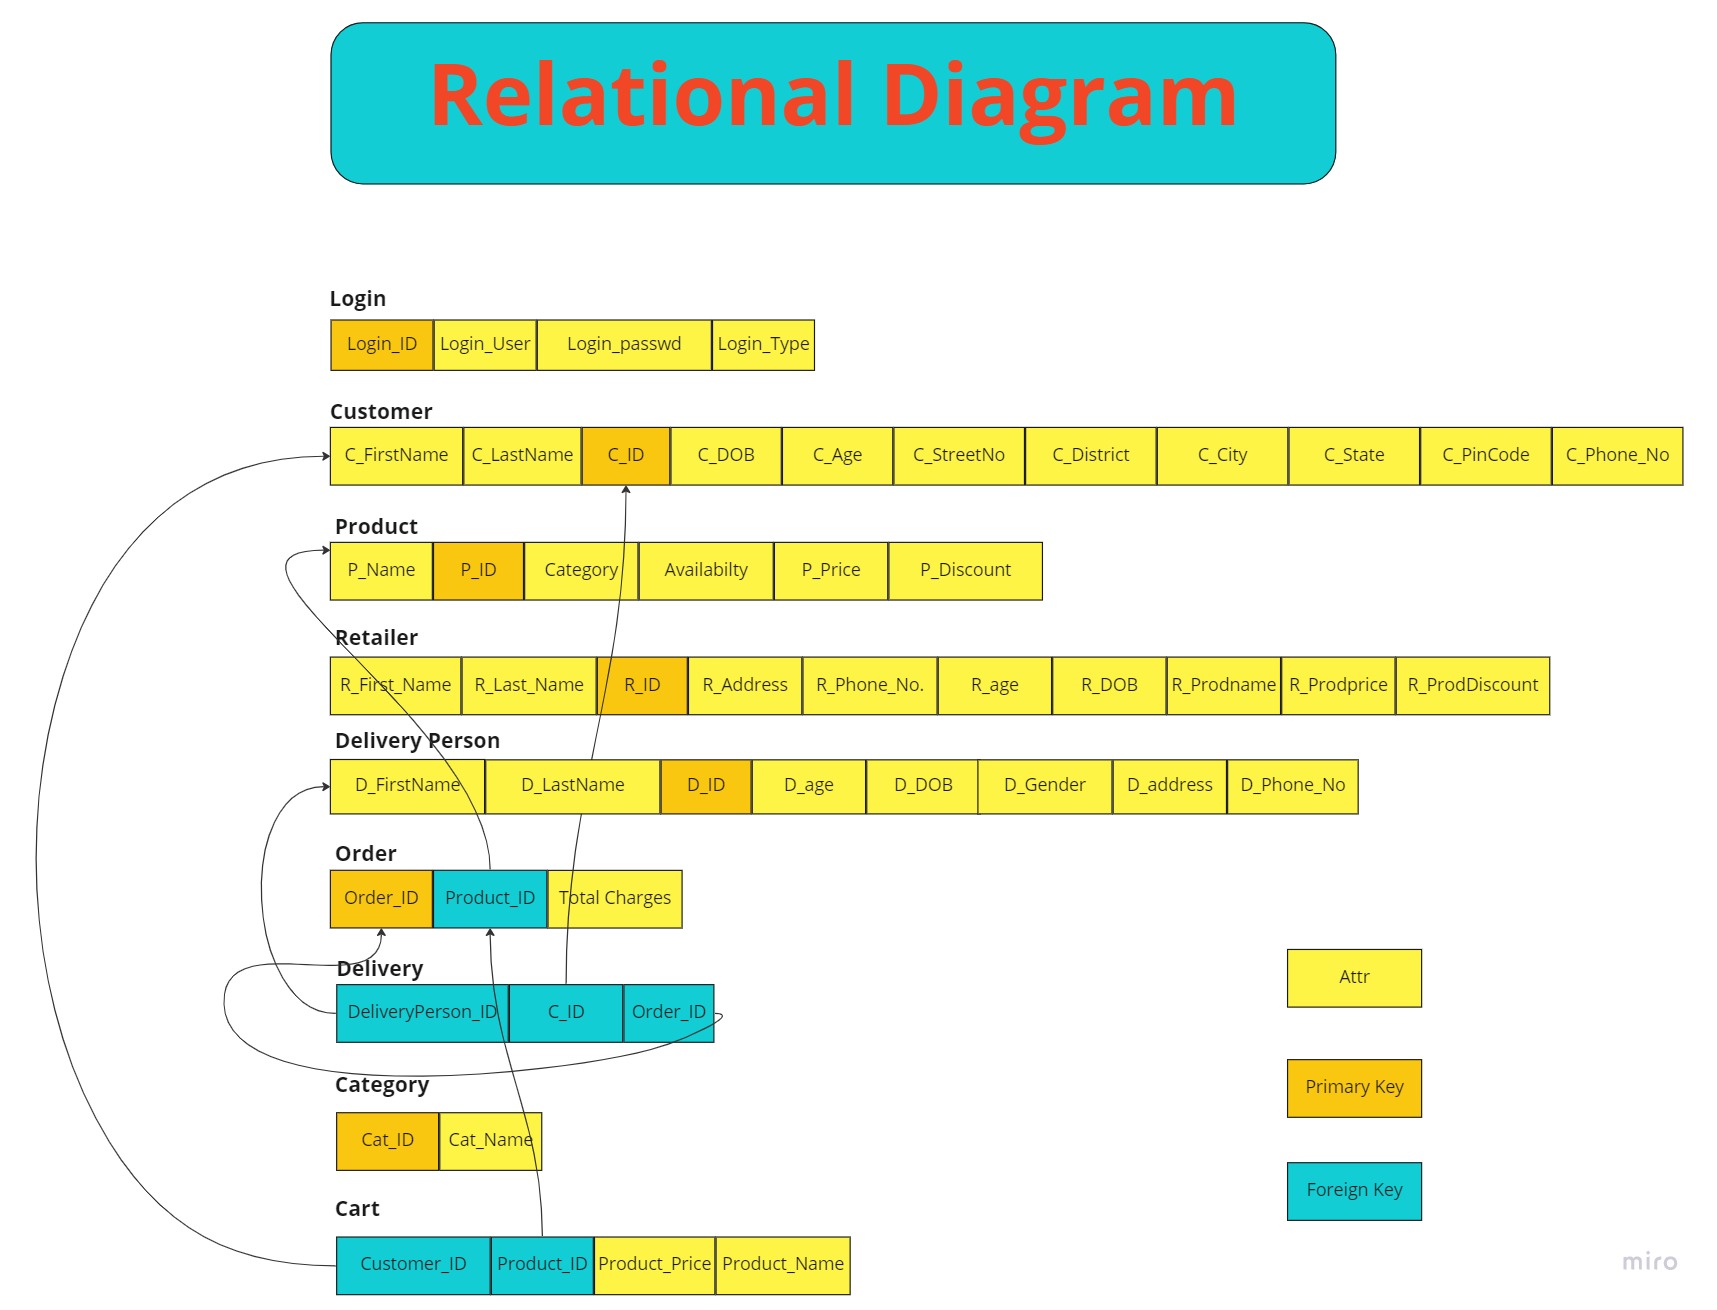 Relational Diagram
Login
Login_ID Login_User Login_passwd Login_Type
Customer
C_FirstName C_LastName C_ID C_DOB C_Age C_StreetNo C_District C_City C_State C_PinCode C_Phone_No
Product
P_Name P_ID Category Availabilty P_Price P_Discount
Retailer
R_First_Name R_Last_Name R_ID R_Address R_Phone_No. R_age R_DOB R_Prodname R_Prodprice R_ProdDiscount
Delivery Person
D_FirstName D_LastName D_ID D_age D_DOB D_Gender D_address D_Phone_No
Order
Order_ID Product_ID Total Charges
Delivery
DeliveryPerson_ID C_ID Order_ID
Category
Cat_ID Cat_Name
Cart
Customer_ID Product_ID Product_Price Product_Name
Attr
Primary Key
Foreign Key
miro